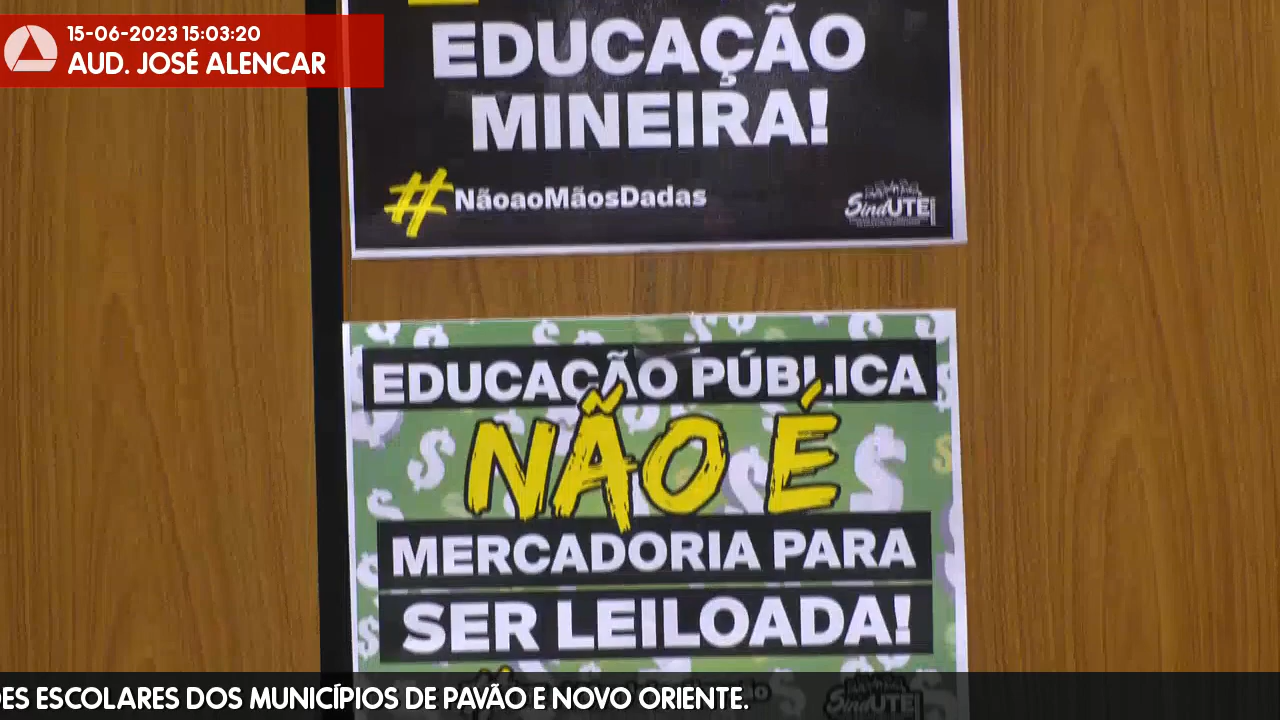 15-06-2023 15:03:20
AUD. JOSÉ ALENCAR
EDUCAÇÃO
MINEIRA!
#NãoaoMãosDadas
SindUTE
EDUCAÇÃO PÚBLICA
NÃO É
MERCADORIA PARA
SER LEILOADA!
SindUTE
ES ESCOLARES DOS MUNICÍPIOS DE PAVÃO E NOVO ORIENTE.